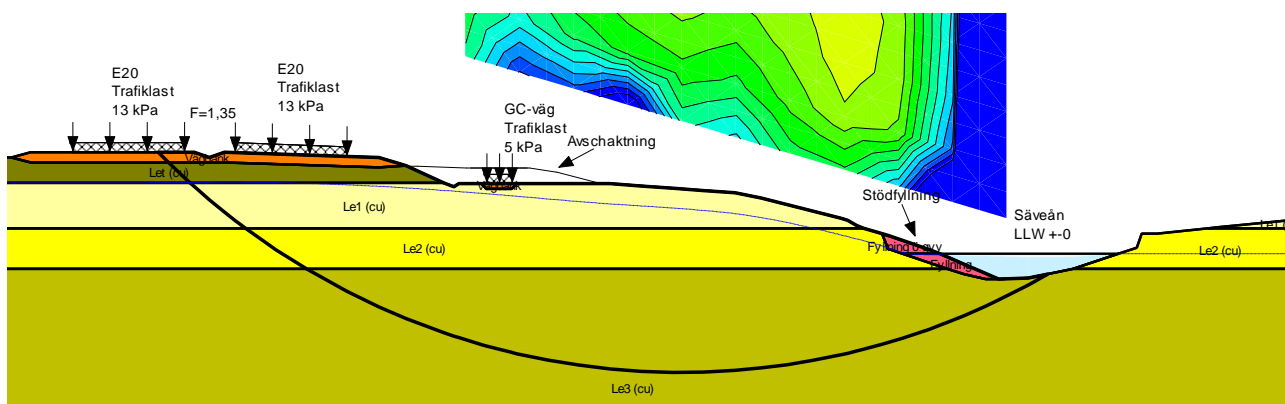 E20
Trafiklast
13 kPa
E20
Trafiklast
13 kPa
F=1,35
GC-väg
Trafiklast
5 kPa
Avschaktning
Vägbank
Let (cu)
Vägbank
Le1 (cu)
Stödfyllning
Säveån
LLW +-0
Le2 (cu)
Fyllning ö gvy
Fyllning
Le2 (cu)
Le3 (cu)